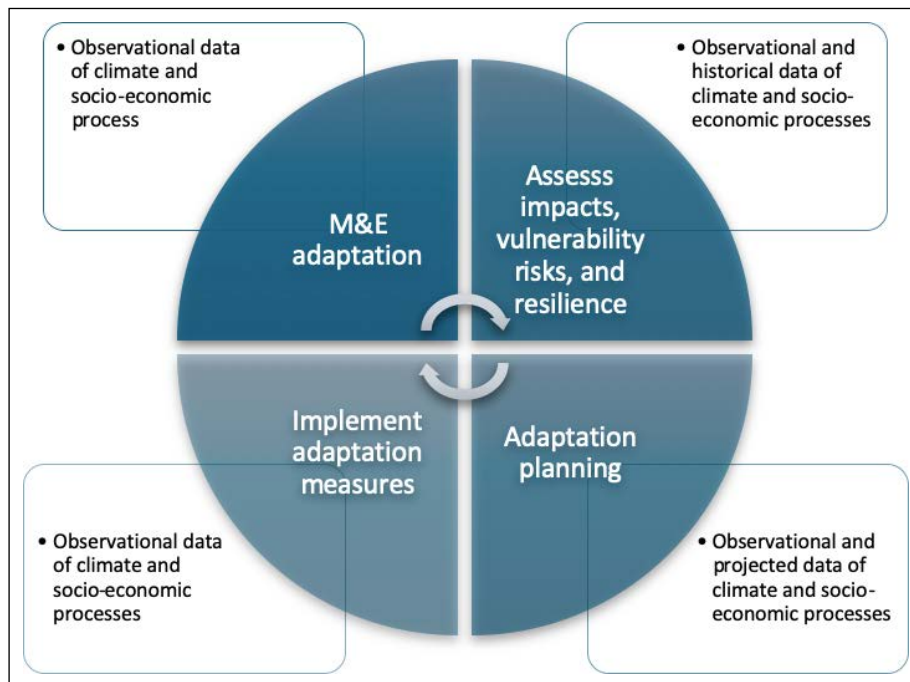 • Observational data
of climate and
socio-economic
process
• Observational and
historical data of
climate and socio-
economic processes
M&E
adaptation
Assesss
impacts,
vulnerability
risks, and
resilience
Implement
adaptation
measures
Adaptation
planning
• Observational data
of climate and
socio-economic
processes
• Observational and
projected data of
climate and socio-
economic processes